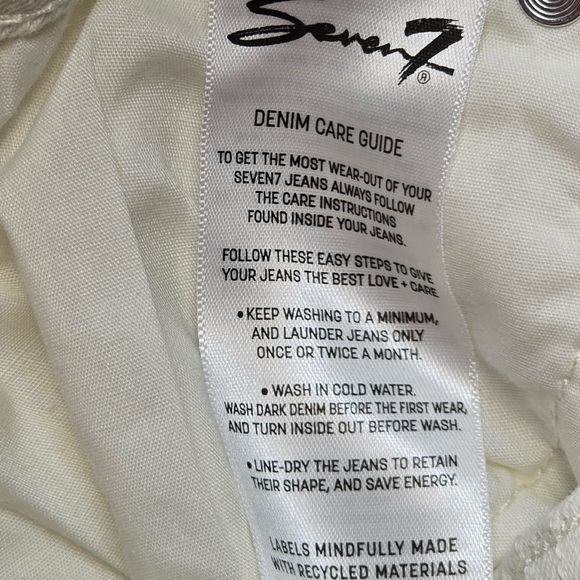 Seven7®
DENIM CARE GUIDE
TO GET THE MOST WEAR-OUT OF YOUR
SEVEN7 JEANS ALWAYS FOLLOW
THE CARE INSTRUCTIONS
FOUND INSIDE YOUR JEANS.
FOLLOW THESE EASY STEPS TO GIVE
YOUR JEANS THE BEST LOVE + CARE
• KEEP WASHING TO A MINIMUM,
AND LAUNDER JEANS ONLY
ONCE OR TWICE A MONTH.
• WASH IN COLD WATER.
WASH DARK DENIM BEFORE THE FIRST WEAR,
AND TURN INSIDE OUT BEFORE WASH.
• LINE-DRY THE JEANS TO RETAIN
THEIR SHAPE, AND SAVE ENERGY.
LABELS MINDFULLY MADE
WITH RECYCLED MATERIALS